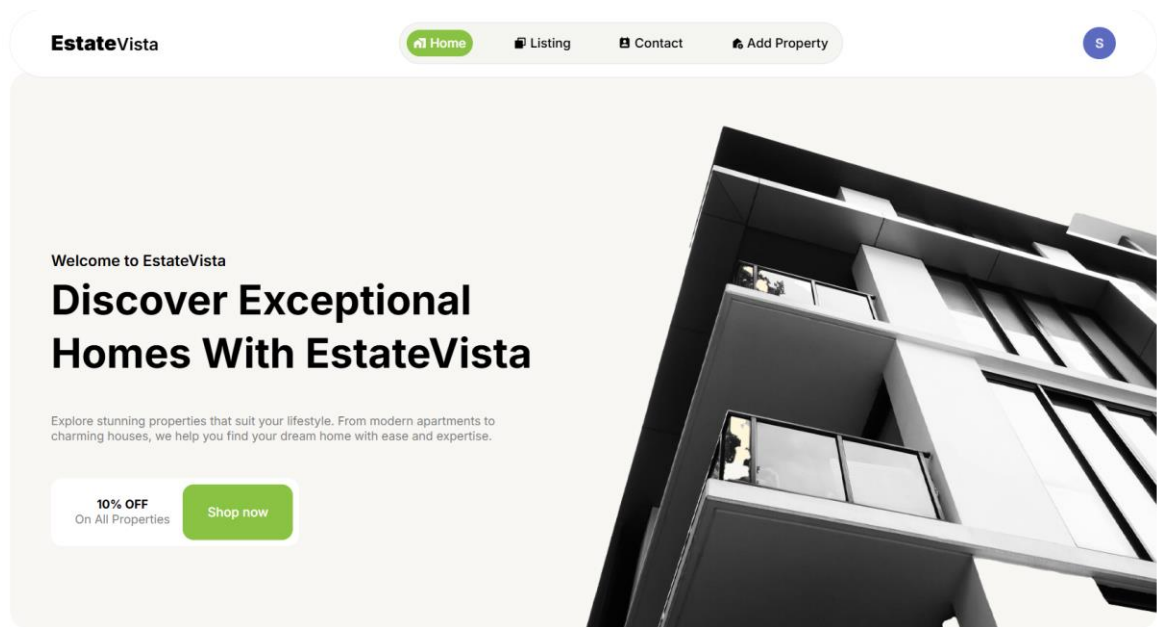 EstateVista
Home
Listing
Contact
Add Property
S
Welcome to EstateVista
Discover Exceptional
Homes With EstateVista
Explore stunning properties that suit your lifestyle. From modern apartments to
charming houses, we help you find your dream home with ease and expertise.
10% OFF
On All Properties
Shop now